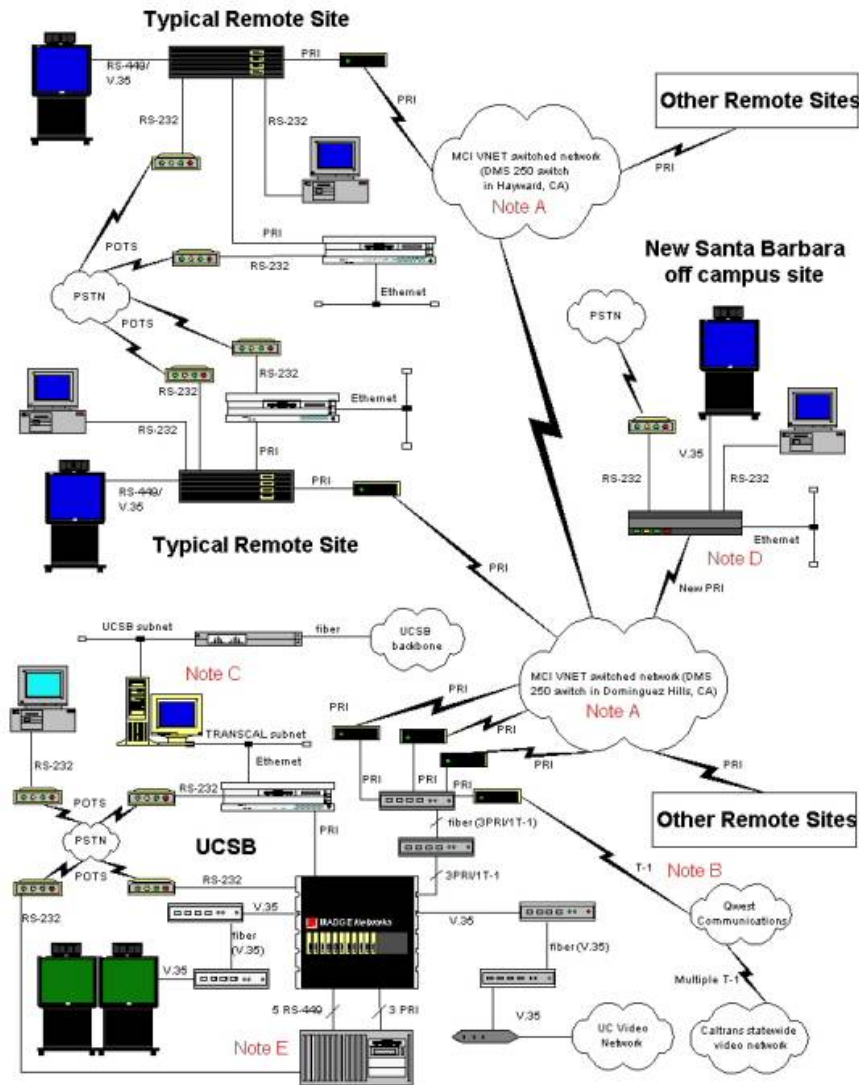 Typical Remote Site
RS-449/
V.35
PRI
PRI
RS-232
RS-232
Other Remote Sites
MCI VNET switched network
(DMS 250 switch
in Hayward, CA)
Note A
PRI
POTS
PRI
RS-232
Ethernet
PSTN
POTS
New Santa Barbara
off campus site
PSTN
RS-232
RS-232
Ethernet
RS-232
PRI
V.35
RS-232
RS-232
RS-449/
V.35
PRI
Ethernet
Typical Remote Site
Note D
PRI
New PRI
UCSB subnet
fiber
UCSB
backbone
Note C
MCI VNET switched network (DMS
250 switch in Dominguez Hills, CA)
Note A
PRI
PRI
PRI
PRI
TRANSCAL subnet
Ethernet
RS-232
RS-232
PRI
PRI
PRI
PRI
POTS
PSTN
POTS
UCSB
PRI
fiber (3PRI/1T-1)
Other Remote Sites
3PRI/1T-1
T-1
Note B
RS-232
RS-232
V.35
MADGE Networks
V.35
Qwest
Communications
fiber
(V.35)
V.35
fiber (V.35)
Multiple T-1
5 RS-449
3 PRI
V.35
UC Video
Network
Caltrans statewide
video network
Note E